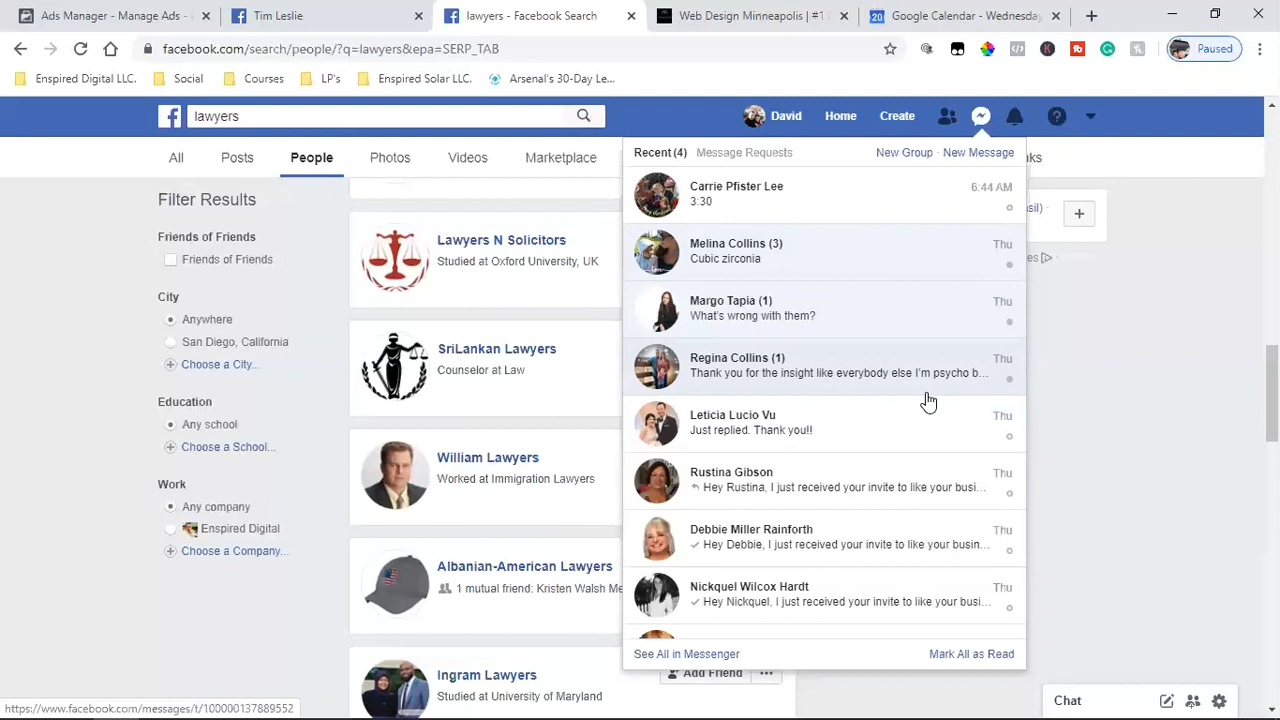 Ads Manager - Manage Ads -
Tim Leslie
lawyers - Facebook Search
Web Design Minneapolis | #1
Google Calendar - Wednesday
facebook.com/search/people/?q=lawyers&epa=SERP_TAB
Paused
Enspired Digital LLC.
Social
Courses
LP's
Enspired Solar LLC.
Arsenal's 30-Day Le...
lawyers
David
Home
Create
All
Posts
People
Photos
Videos
Marketplace
Recent (4)
Message Requests
New Group · New Message
Filter Results
Friends of Friends
Friends of Friends
City
Anywhere
San Diego, California
Choose a City...
Education
Any school
Choose a School...
Work
Any company
Enspired Digital
Choose a Company...
Lawyers N Solicitors
Studied at Oxford University, UK
SriLankan Lawyers
Counselor at Law
William Lawyers
Worked at Immigration Lawyers
Albanian-American Lawyers
1 mutual friend: Kristen Walsh Me
Ingram Lawyers
Studied at University of Maryland
Add Friend
Carrie Pfister Lee
6:44 AM
3:30
Melina Collins (3)
Thu
Cubic zirconia
Margo Tapia (1)
Thu
What's wrong with them?
Regina Collins (1)
Thu
Thank you for the insight like everybody else I'm psycho b...
Leticia Lucio Vu
Thu
Just replied. Thank you!!
Rustina Gibson
Thu
Hey Rustina, I just received your invite to like your busi...
Debbie Miller Rainforth
Thu
Hey Debbie, I just received your invite to like your busin...
Nickquel Wilcox Hardt
Thu
Hey Nickquel, I just received your invite to like your busi...
See All in Messenger
Mark All as Read
Chat
https://www.facebook.com/messages/t/100000137889552